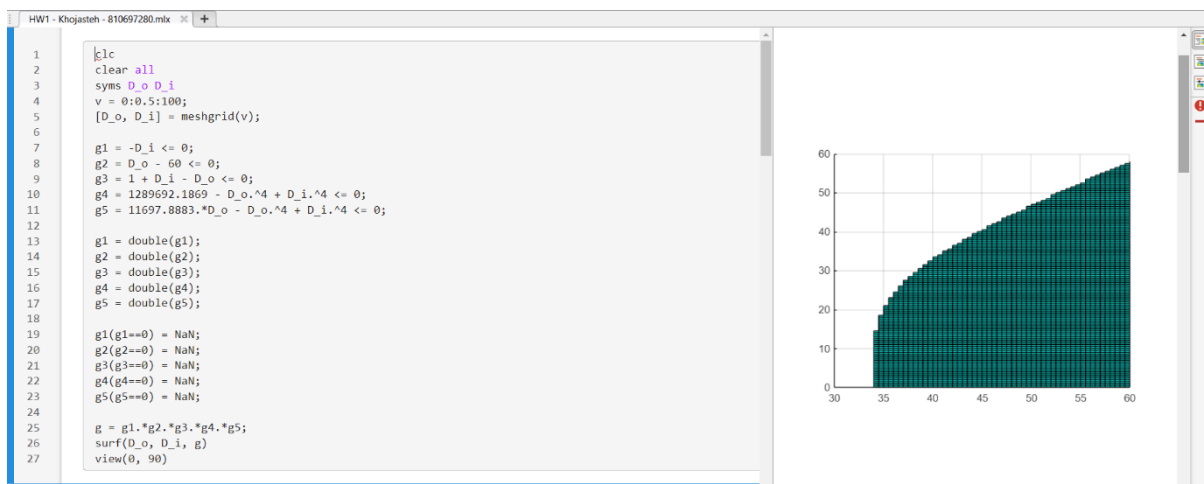 HW1 - Khojasteh - 810697280.mlx
1 clc
2 clear all
3 syms D_o D_i
4 v = 0:0.5:100;
5 [D_o, D_i] = meshgrid(v);
6
7 g1 = -D_i <= 0;
8 g2 = D_o - 60 <= 0;
9 g3 = 1 + D_i - D_o <= 0;
10 g4 = 1289692.1869 - D_o.^4 + D_i.^4 <= 0;
11 g5 = 11697.8883.*D_o - D_o.^4 + D_i.^4 <= 0;
12
13 g1 = double(g1);
14 g2 = double(g2);
15 g3 = double(g3);
16 g4 = double(g4);
17 g5 = double(g5);
18
19 g1(g1==0) = NaN;
20 g2(g2==0) = NaN;
21 g3(g3==0) = NaN;
22 g4(g4==0) = NaN;
23 g5(g5==0) = NaN;
24
25 g = g1.*g2.*g3.*g4.*g5;
26 surf(D_o, D_i, g)
27 view(0, 90)
60
50
40
30
20
10
0
30 35 40 45 50 55 60